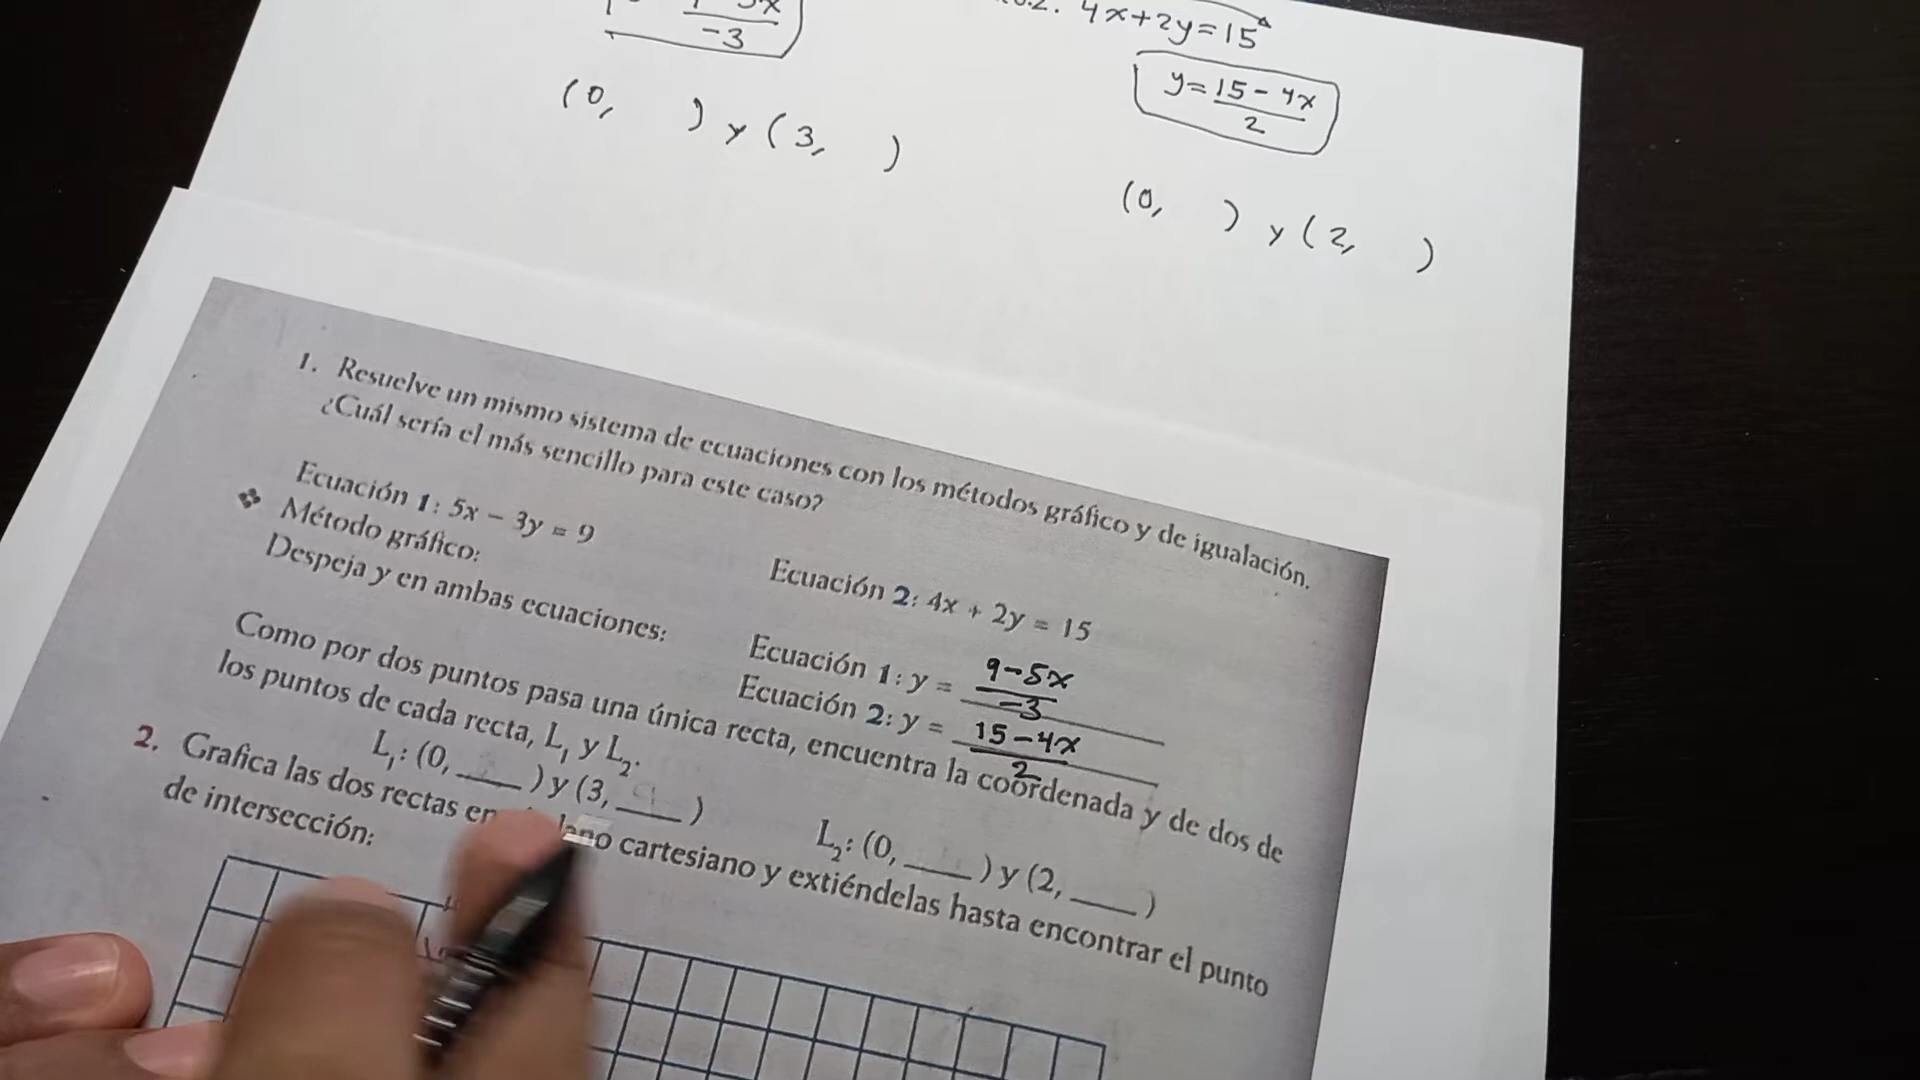 -3
4x+2y=15
y=15-4x
2
(0, ) y (3, )
(0, ) y (2, )
1. Resuelve un mismo sistema de ecuaciones con los métodos gráfico y de igualación.
¿Cuál sería el más sencillo para este caso?
Ecuación 1: 5x – 3y = 9
Ecuación 2: 4x + 2y = 15
❖ Método gráfico:
Despeja y en ambas ecuaciones:
Ecuación 1: y = 9-5x
-3
Ecuación 2: y = 15-4x
2
Como por dos puntos pasa una única recta, encuentra la coordenada y de dos de
los puntos de cada recta, L₁ y L₂.
L₁: (0, ____ ) y (3, ____ )
L₂: (0, ____ ) y (2, ____ )
2. Grafica las dos rectas en cartesiano y extiéndelas hasta encontrar el punto
de intersección: